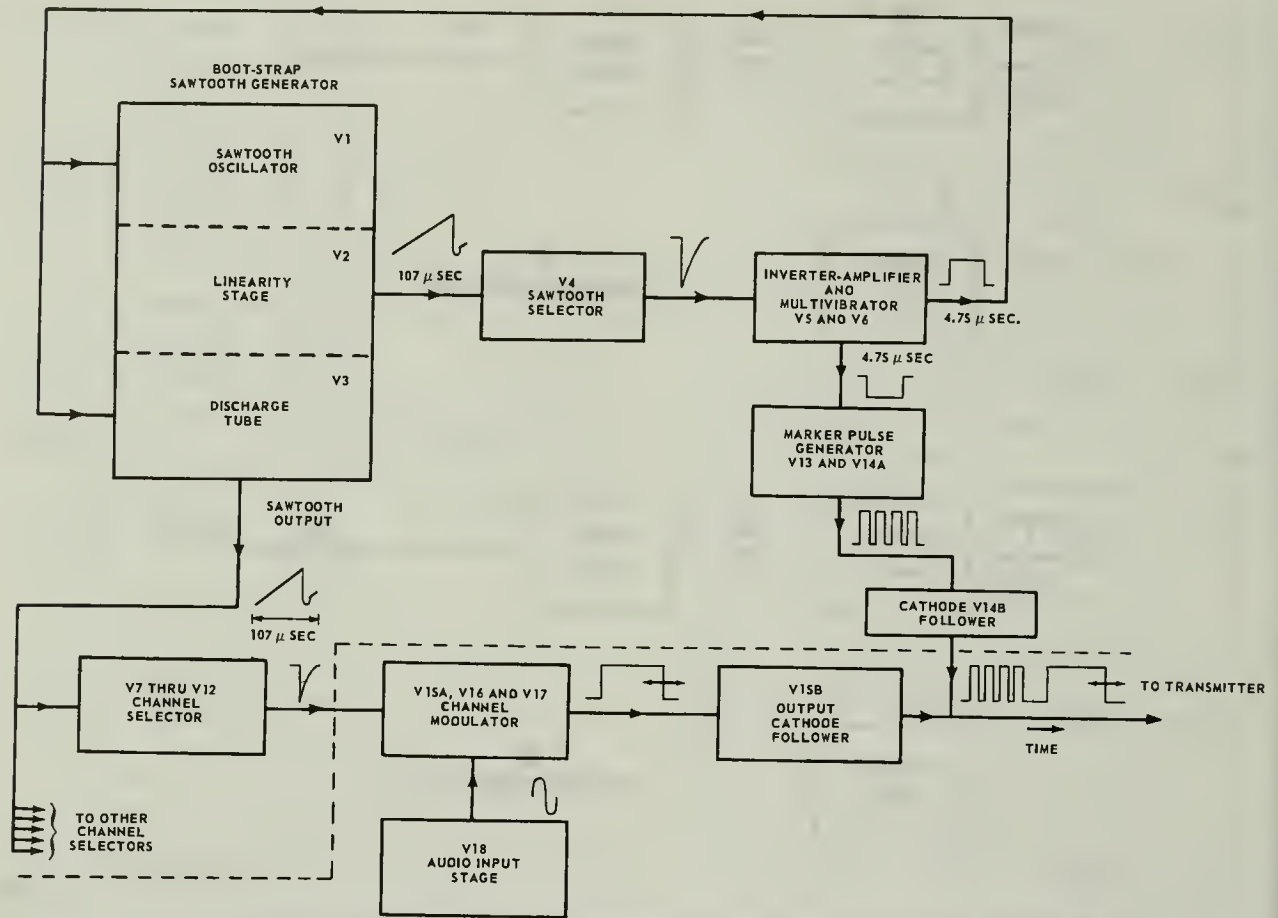 BOOT-STRAP
SAWTOOTH GENERATOR
V1
SAWTOOTH
OSCILLATOR
V2
LINEARITY
STAGE
V3
DISCHARGE
TUBE
107 μ SEC
V4
SAWTOOTH
SELECTOR
INVERTER-AMPLIFIER
AND
MULTIVIBRATOR
V5 AND V6
4.75 μ SEC.
4.75 μ SEC
MARKER PULSE
GENERATOR
V13 AND V14A
SAWTOOTH
OUTPUT
107 μ SEC
CATHODE V14B
FOLLOWER
V7 THRU V12
CHANNEL
SELECTOR
V15A, V16 AND V17
CHANNEL
MODULATOR
V15B
OUTPUT
CATHODE
FOLLOWER
TO TRANSMITTER
TIME
TO OTHER
CHANNEL
SELECTORS
V18
AUDIO INPUT
STAGE